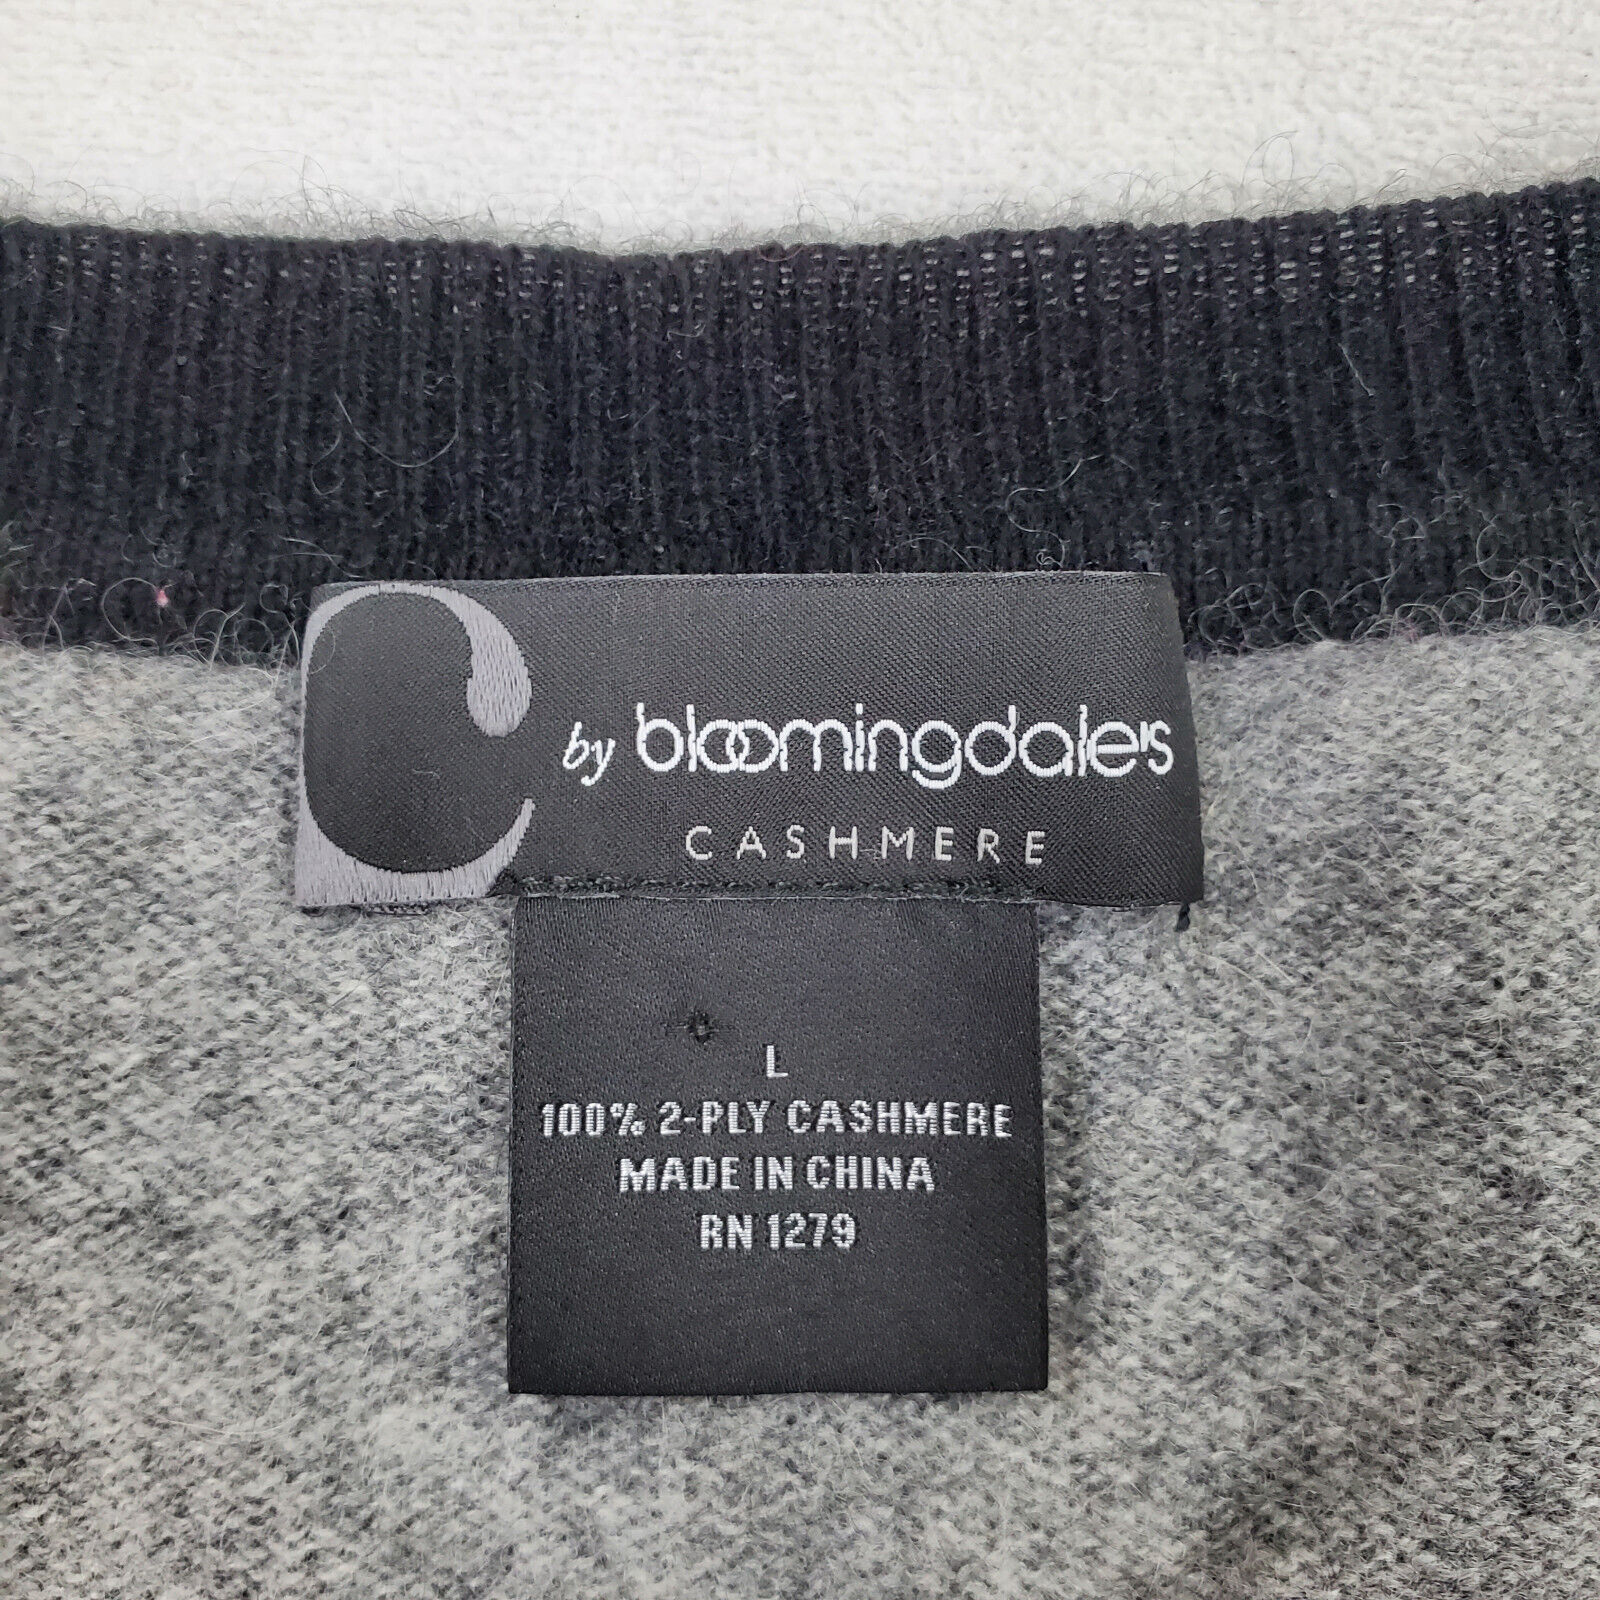 C by bloomingdale's
CASHMERE
L
100% 2-PLY CASHMERE
MADE IN CHINA
RN 1279